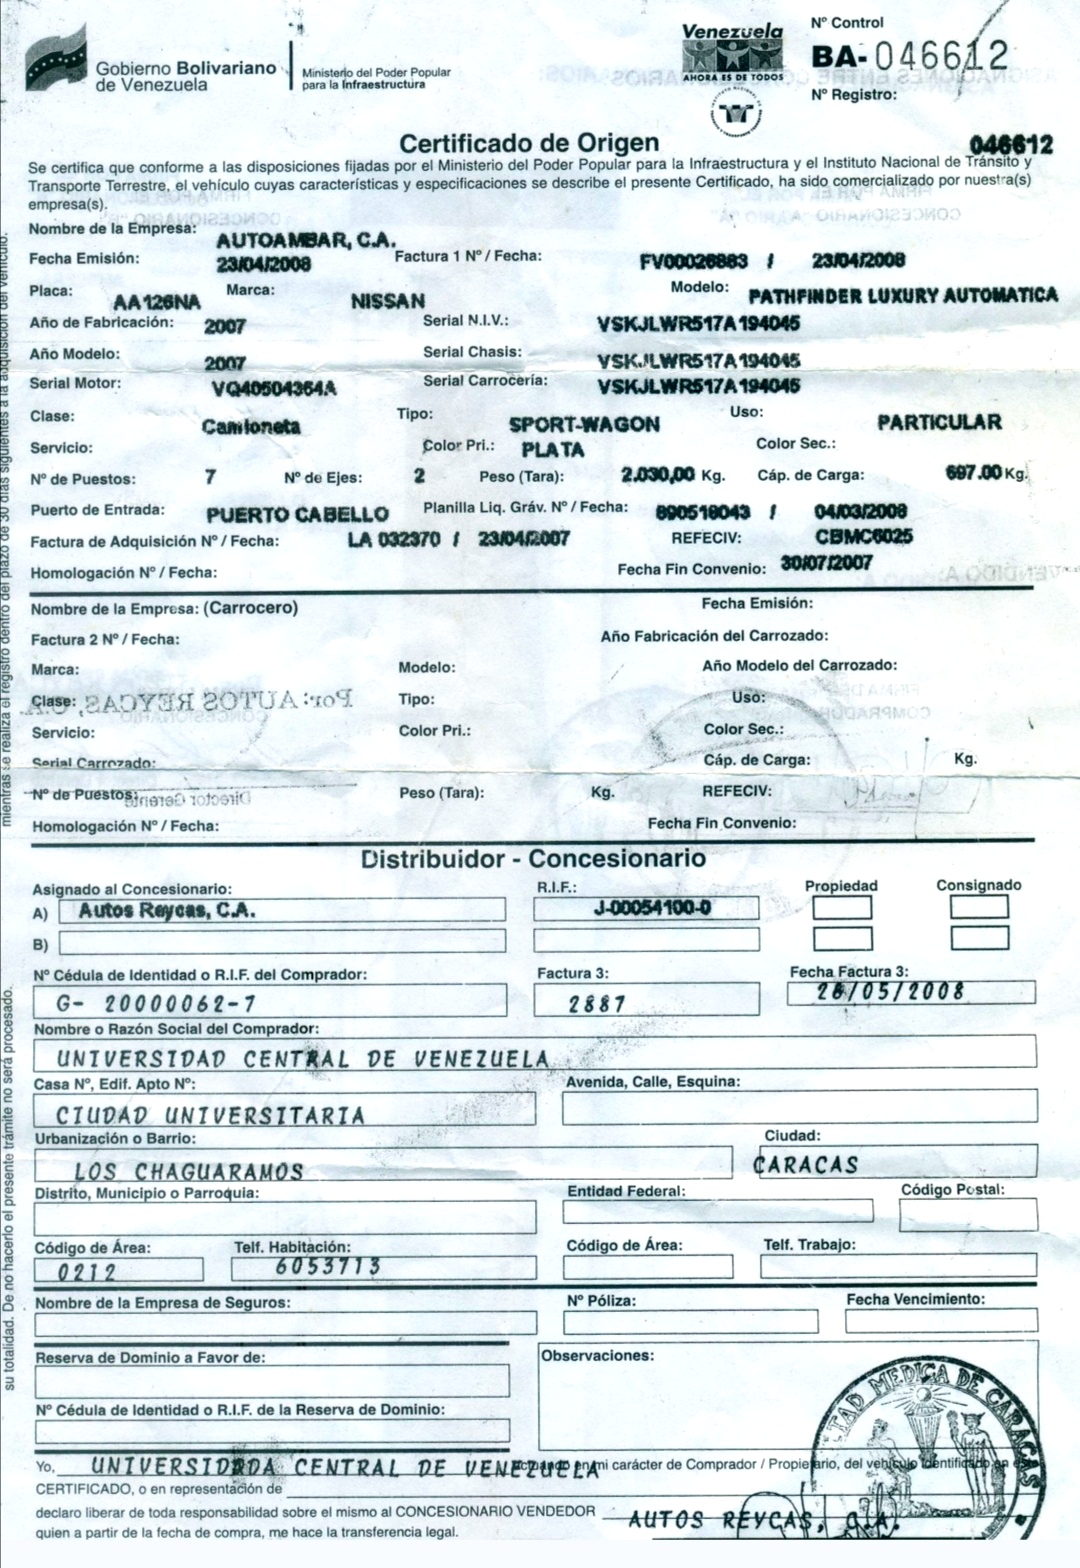 Gobierno Bolivariano
de Venezuela
Ministerio del Poder Popular
para la Infraestructura
Venezuela
AHORA ES DE TODOS
Nº Control
BA-046612
Nº Registro:
Certificado de Origen
046612
Se certifica que conforme a las disposiciones fijadas por el Ministerio del Poder Popular para la Infraestructura y el Instituto Nacional de Tránsito y
Transporte Terrestre, el vehículo cuyas características y especificaciones se describe el presente Certificado, ha sido comercializado por nuestra(s)
empresa(s).
Nombre de la Empresa: AUTOAMBAR, C.A.
Fecha Emisión: 23/04/2008 Factura 1 Nº / Fecha: FV00026883 / 23/04/2008
Placa: AA126NA Marca: NISSAN Modelo: PATHFINDER LUXURY AUTOMATICA
Año de Fabricación: 2007 Serial N.I.V.: VSKJLWR517A194045
Año Modelo: 2007 Serial Chasis: VSKJLWR517A194045
Serial Motor: VQ40504364A Serial Carrocería: VSKJLWR517A194045
Clase: Camioneta Tipo: SPORT-WAGON Uso: PARTICULAR
Servicio: Color Pri.: PLATA Color Sec.:
Nº de Puestos: 7 Nº de Ejes: 2 Peso (Tara): 2.030,00 Kg. Cáp. de Carga: 697.00 Kg.
Puerto de Entrada: PUERTO CABELLO Planilla Liq. Gráv. Nº / Fecha: 890518043 / 04/03/2008
Factura de Adquisición Nº / Fecha: LA 032370 / 23/04/2007 REFECIV: CBMC6025
Homologación Nº / Fecha: Fecha Fin Convenio: 30/07/2007
Nombre de la Empresa: (Carrocero) Fecha Emisión:
Factura 2 Nº / Fecha: Año Fabricación del Carrozado:
Marca: Modelo: Año Modelo del Carrozado:
Clase: Tipo: Uso:
Servicio: Color Pri.: Color Sec.:
Serial Carrozado: Cáp. de Carga: Kg.
Nº de Puestos: Peso (Tara): Kg. REFECIV:
Homologación Nº / Fecha: Fecha Fin Convenio:
Distribuidor - Concesionario
Asignado al Concesionario: R.I.F.: Propiedad Consignado
A) Autos Reycas, C.A. J-00054100-0
B)
Nº Cédula de Identidad o R.I.F. del Comprador: Factura 3: Fecha Factura 3:
G- 20000062-7 2887 26/05/2008
Nombre o Razón Social del Comprador:
UNIVERSIDAD CENTRAL DE VENEZUELA
Casa Nº, Edif. Apto Nº: Avenida, Calle, Esquina:
CIUDAD UNIVERSITARIA
Urbanización o Barrio: Ciudad:
LOS CHAGUARAMOS CARACAS
Distrito, Municipio o Parroquia: Entidad Federal: Código Postal:
Código de Área: Telf. Habitación: Código de Área: Telf. Trabajo:
0212 6053713
Nombre de la Empresa de Seguros: Nº Póliza: Fecha Vencimiento:
Reserva de Dominio a Favor de: Observaciones:
Nº Cédula de Identidad o R.I.F. de la Reserva de Dominio:
Yo, UNIVERSIDADA CENTRAL DE VENEZUELA en mi carácter de Comprador / Propietario, del vehículo identificado en este
CERTIFICADO, o en representación de
declaro liberar de toda responsabilidad sobre el mismo al CONCESIONARIO VENDEDOR AUTOS REYCAS, C.A.
quien a partir de la fecha de compra, me hace la transferencia legal.
MEDICA DE CARACAS
mientras se realiza el registro dentro del plazo de 30 días siguientes a la adquisición del vehículo.
su totalidad. De no hacerlo el presente trámite no será procesado.